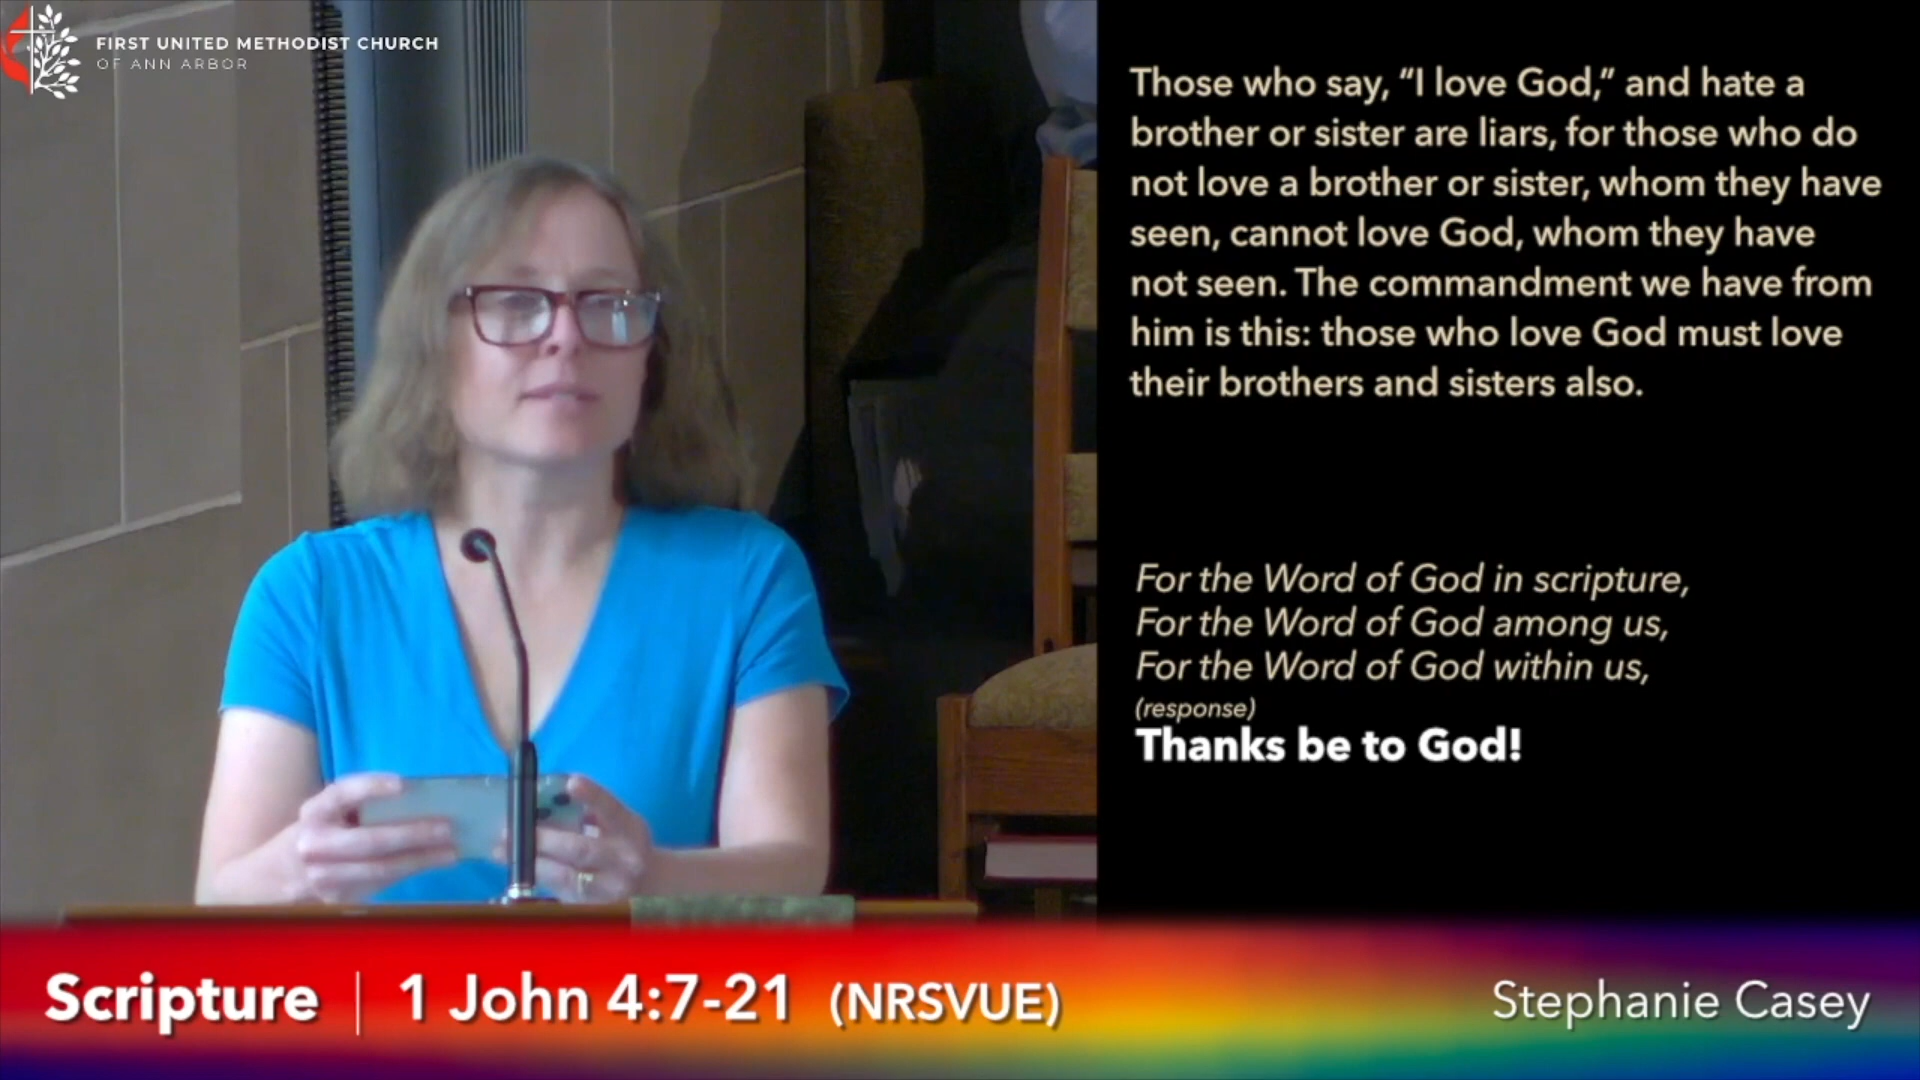 FIRST UNITED METHODIST CHURCH
OF ANN ARBOR
Those who say, “I love God,” and hate a
brother or sister are liars, for those who do
not love a brother or sister, whom they have
seen, cannot love God, whom they have
not seen. The commandment we have from
him is this: those who love God must love
their brothers and sisters also.
For the Word of God in scripture,
For the Word of God among us,
For the Word of God within us,
(response)
Thanks be to God!
Scripture | 1 John 4:7-21 (NRSVUE)
Stephanie Casey